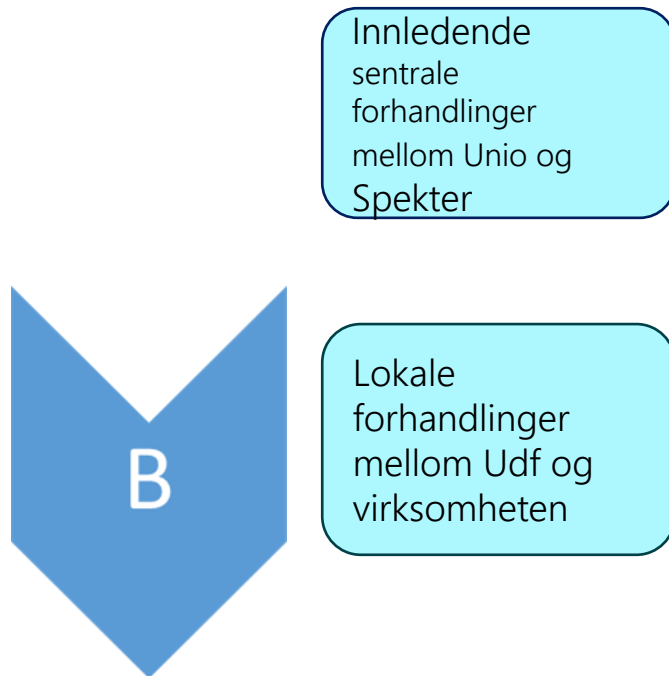 Innledende
sentrale
forhandlinger
mellom Unio og
Spekter
B
Lokale
forhandlinger
mellom Udf og
virksomheten